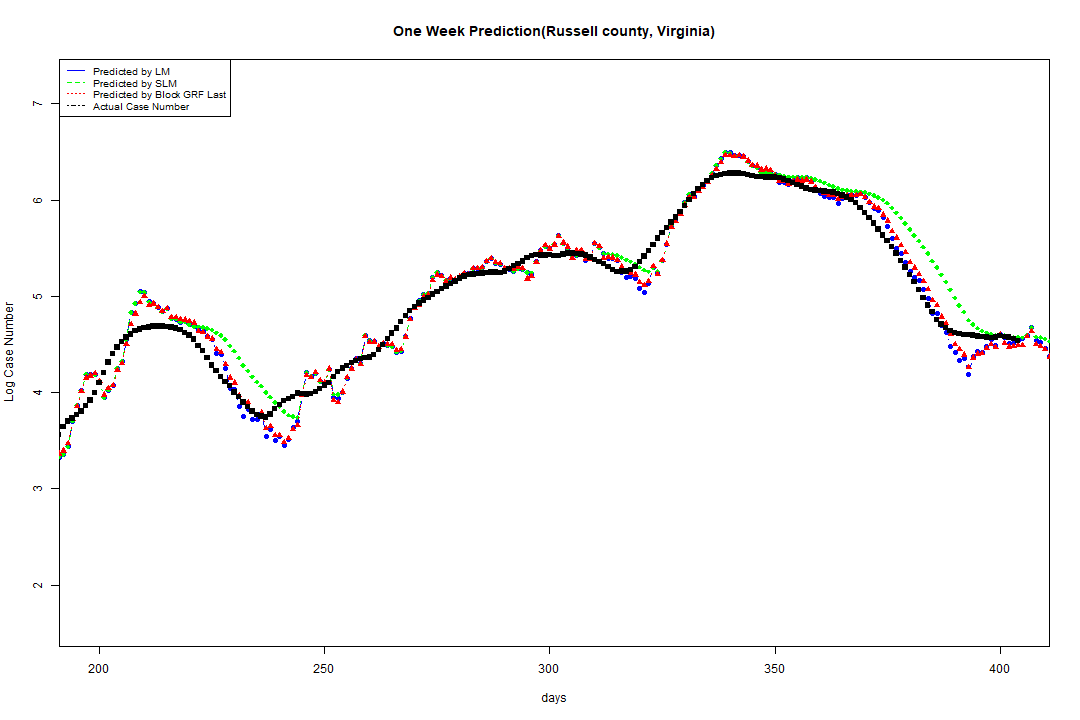 One Week Prediction(Russell county, Virginia)
Predicted by LM
Predicted by SLM
Predicted by Block GRF Last
Actual Case Number
7
6
5
4
3
2
Log Case Number
200 250 300 350 400
days